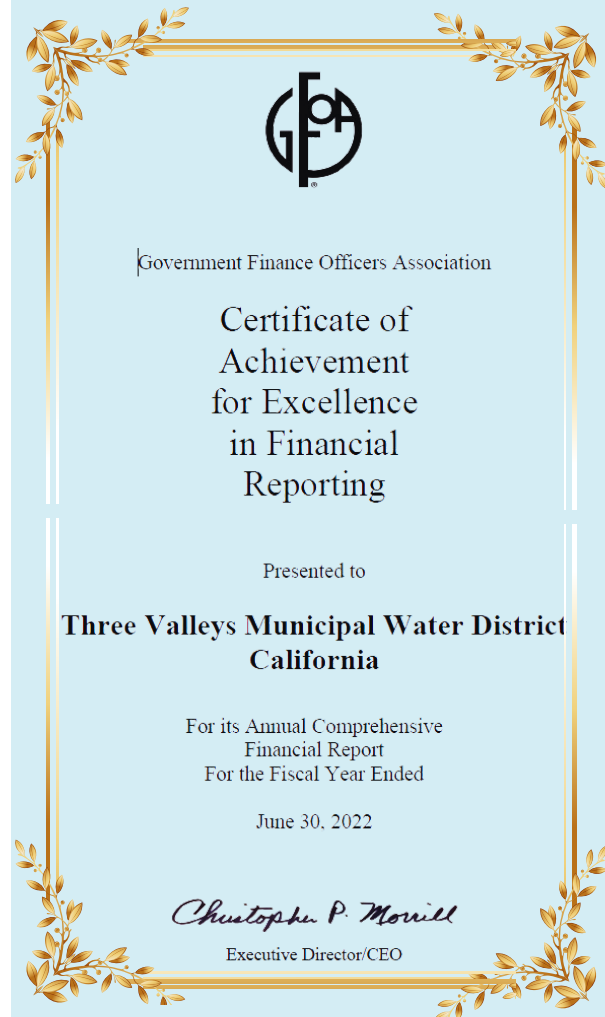 GFOA
®
Government Finance Officers Association
Certificate of
Achievement
for Excellence
in Financial
Reporting
Presented to
Three Valleys Municipal Water District
California
For its Annual Comprehensive
Financial Report
For the Fiscal Year Ended
June 30, 2022
Christopher P. Morrill
Executive Director/CEO